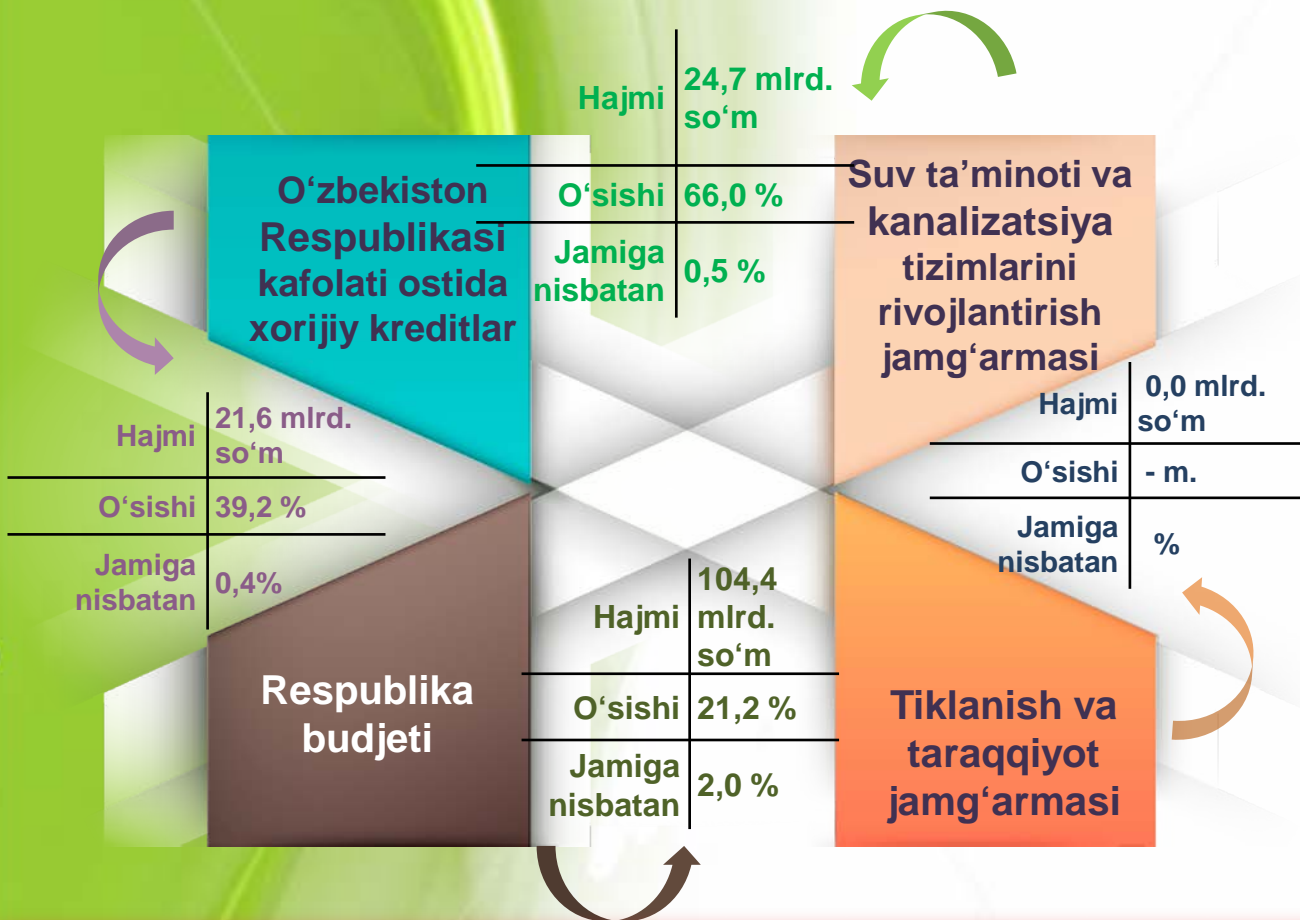 Hajmi 24,7 mlrd.
so‘m
O‘sishi 66,0 %
Jamiga
nisbatan 0,5 %
O‘zbekiston
Respublikasi
kafolati ostida
xorijiy kreditlar
Suv ta’minoti va
kanalizatsiya
tizimlarini
rivojlantirish
jamg‘armasi
Hajmi 21,6 mlrd.
so‘m
O‘sishi 39,2 %
Jamiga
nisbatan 0,4%
Hajmi 0,0 mlrd.
so‘m
O‘sishi - m.
Jamiga
nisbatan %
Respublika
budjeti
Hajmi 104,4
mlrd.
so‘m
O‘sishi 21,2 %
Jamiga
nisbatan 2,0 %
Tiklanish va
taraqqiyot
jamg‘armasi